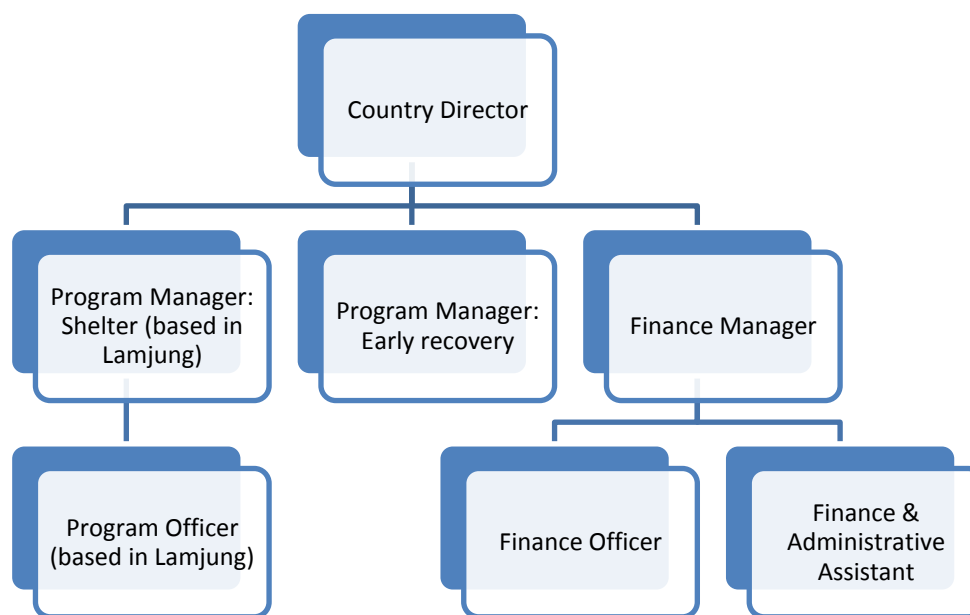 Country Director
Program Manager:
Shelter (based in
Lamjung)
Program Manager:
Early recovery
Finance Manager
Program Officer
(based in Lamjung)
Finance Officer
Finance &
Administrative
Assistant